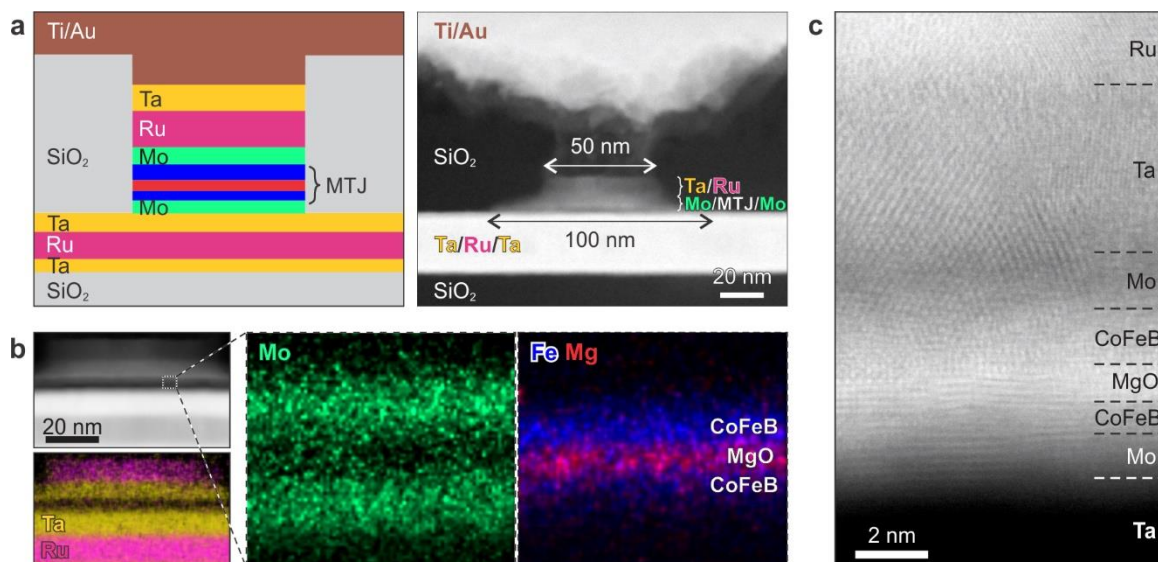 a
Ti/Au
Ta
Ru
Mo
SiO₂
MTJ
Mo
Ta
Ru
Ta
SiO₂
Ti/Au
SiO₂
50 nm
Ta/Ru
Mo/MTJ/Mo
100 nm
Ta/Ru/Ta
SiO₂
20 nm
b
20 nm
Ta
Ru
Mo
Fe Mg
CoFeB
MgO
CoFeB
c
Ru
Ta
Mo
CoFeB
MgO
CoFeB
Mo
Ta
2 nm